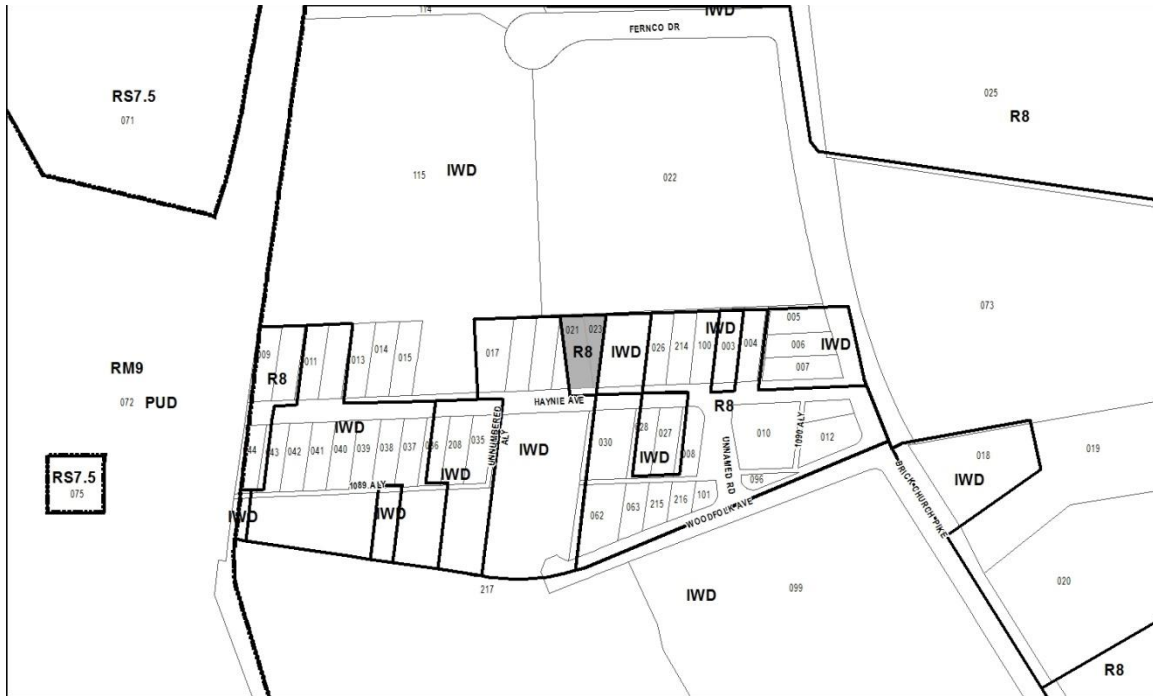 114
IWD
FERNCO DR
RS7.5
071
025
R8
115
IWD
022
073
RM9
072
PUD
RS7.5
075
009
R8
011
013
014
015
017
021
023
R8
IWD
026
214
100
IWD
003
004
005
006
007
IWD
HAYNIE AVE
R8
044
043
042
041
040
039
038
037
036
208
035
IWD
IWD
UNNUMBERED ALY
IWD
030
028
027
008
IWD
UNNAMED RD
010
1090 ALY
012
096
1089 ALY
IWD
IWD
062
063
215
216
101
WOODFOLK AVE
BRICK CHURCH PIKE
018
IWD
019
020
217
IWD
099
R8